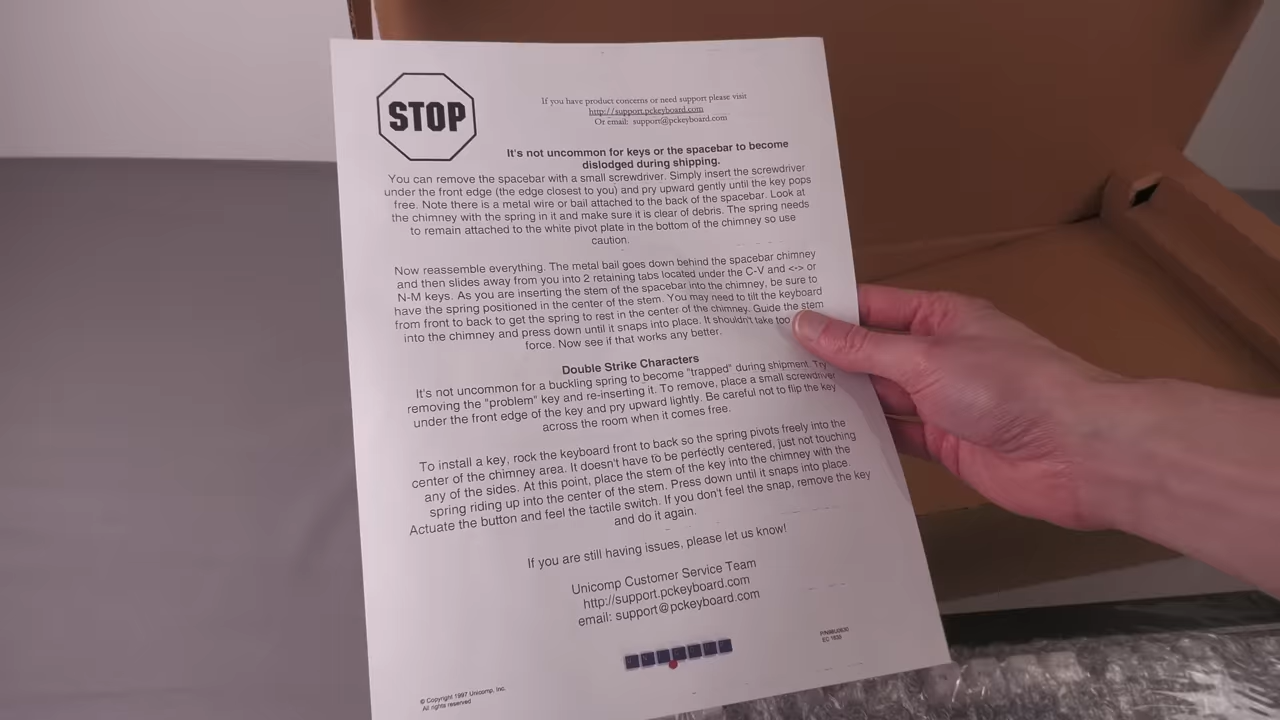 STOP
If you have product concerns or need support please visit
http://support.pckeyboard.com
Or email: support@pckeyboard.com
It's not uncommon for keys or the spacebar to become
dislodged during shipping.
You can remove the spacebar with a small screwdriver. Simply insert the screwdriver
under the front edge (the edge closest to you) and pry upward gently until the key pops
free. Note there is a metal wire or bail attached to the back of the spacebar. Look at
the chimney with the spring in it and make sure it is clear of debris. The spring needs
to remain attached to the white pivot plate in the bottom of the chimney so use
caution.
Now reassemble everything. The metal bail goes down behind the spacebar chimney
and then slides away from you into 2 retaining tabs located under the C-V and <-> or
N-M keys. As you are inserting the stem of the spacebar into the chimney, be sure to
have the spring positioned in the center of the stem. You may need to tilt the keyboard
from front to back to get the spring to rest in the center of the chimney. Guide the stem
into the chimney and press down until it snaps into place. It shouldn't take too
force. Now see if that works any better.
Double Strike Characters
It's not uncommon for a buckling spring to become "trapped" during shipment. Try
removing the "problem" key and re-inserting it. To remove, place a small screwdriver
under the front edge of the key and pry upward lightly. Be careful not to flip the key
across the room when it comes free.
To install a key, rock the keyboard front to back so the spring pivots freely into the
center of the chimney area. It doesn't have to be perfectly centered, just not touching
any of the sides. At this point, place the stem of the key into the chimney with the
spring riding up into the center of the stem. Press down until it snaps into place.
Actuate the button and feel the tactile switch. If you don't feel the snap, remove the key
and do it again.
If you are still having issues, please let us know!
Unicomp Customer Service Team
http://support.pckeyboard.com
email: support@pckeyboard.com
© Copyright 1997 Unicomp, Inc.
All rights reserved